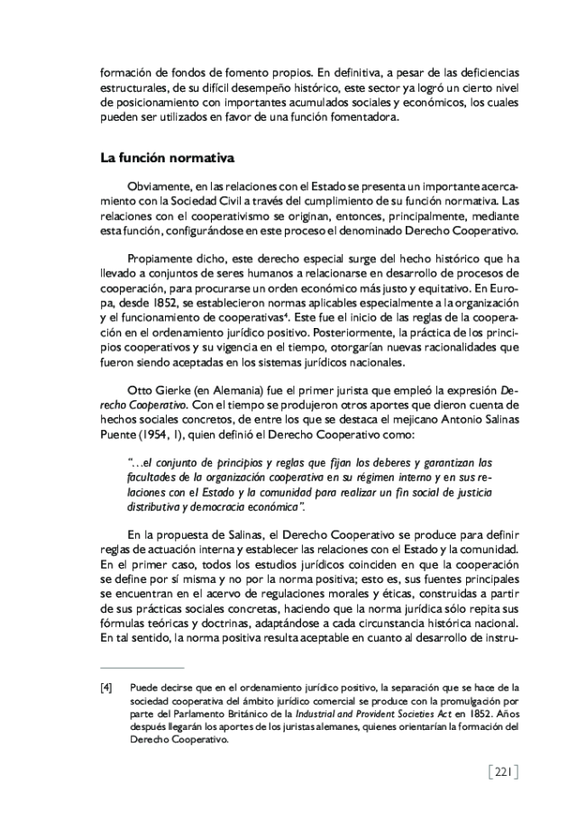 formación de fondos de fomento propios. En definitiva, a pesar de las deficiencias
estructurales, de su difícil desempeño histórico, este sector ya logró un cierto nivel
de posicionamiento con importantes acumulados sociales y económicos, los cuales
pueden ser utilizados en favor de una función fomentadora.
La función normativa
Obviamente, en las relaciones con el Estado se presenta un importante acerca-
miento con la Sociedad Civil a través del cumplimiento de su función normativa. Las
relaciones con el cooperativismo se originan, entonces, principalmente, mediante
esta función, configurándose en este proceso el denominado Derecho Cooperativo.
Propiamente dicho, este derecho especial surge del hecho histórico que ha
llevado a conjuntos de seres humanos a relacionarse en desarrollo de procesos de
cooperación, para procurarse un orden económico más justo y equitativo. En Euro-
pa, desde 1852, se establecieron normas aplicables especialmente a la organización
y el funcionamiento de cooperativas⁴. Este fue el inicio de las reglas de la coopera-
ción en el ordenamiento jurídico positivo. Posteriormente, la práctica de los princi-
pios cooperativos y su vigencia en el tiempo, otorgarían nuevas racionalidades que
fueron siendo aceptadas en los sistemas jurídicos nacionales.
Otto Gierke (en Alemania) fue el primer jurista que empleó la expresión De-
recho Cooperativo. Con el tiempo se produjeron otros aportes que dieron cuenta de
hechos sociales concretos, de entre los que se destaca el mejicano Antonio Salinas
Puente (1954, 1), quien definió el Derecho Cooperativo como:
“…el conjunto de principios y reglas que fijan los deberes y garantizan las
facultades de la organización cooperativa en su régimen interno y en sus re-
laciones con el Estado y la comunidad para realizar un fin social de justicia
distributiva y democracia económica”.
En la propuesta de Salinas, el Derecho Cooperativo se produce para definir
reglas de actuación interna y establecer las relaciones con el Estado y la comunidad.
En el primer caso, todos los estudios jurídicos coinciden en que la cooperación
se define por sí misma y no por la norma positiva; esto es, sus fuentes principales
se encuentran en el acervo de regulaciones morales y éticas, construidas a partir
de sus prácticas sociales concretas, haciendo que la norma jurídica sólo repita sus
fórmulas teóricas y doctrinas, adaptándose a cada circunstancia histórica nacional.
En tal sentido, la norma positiva resulta aceptable en cuanto al desarrollo de instru-
[4] Puede decirse que en el ordenamiento jurídico positivo, la separación que se hace de la
sociedad cooperativa del ámbito jurídico comercial se produce con la promulgación por
parte del Parlamento Británico de la Industrial and Provident Societies Act en 1852. Años
después llegarán los aportes de los juristas alemanes, quienes orientarían la formación del
Derecho Cooperativo.
[221]